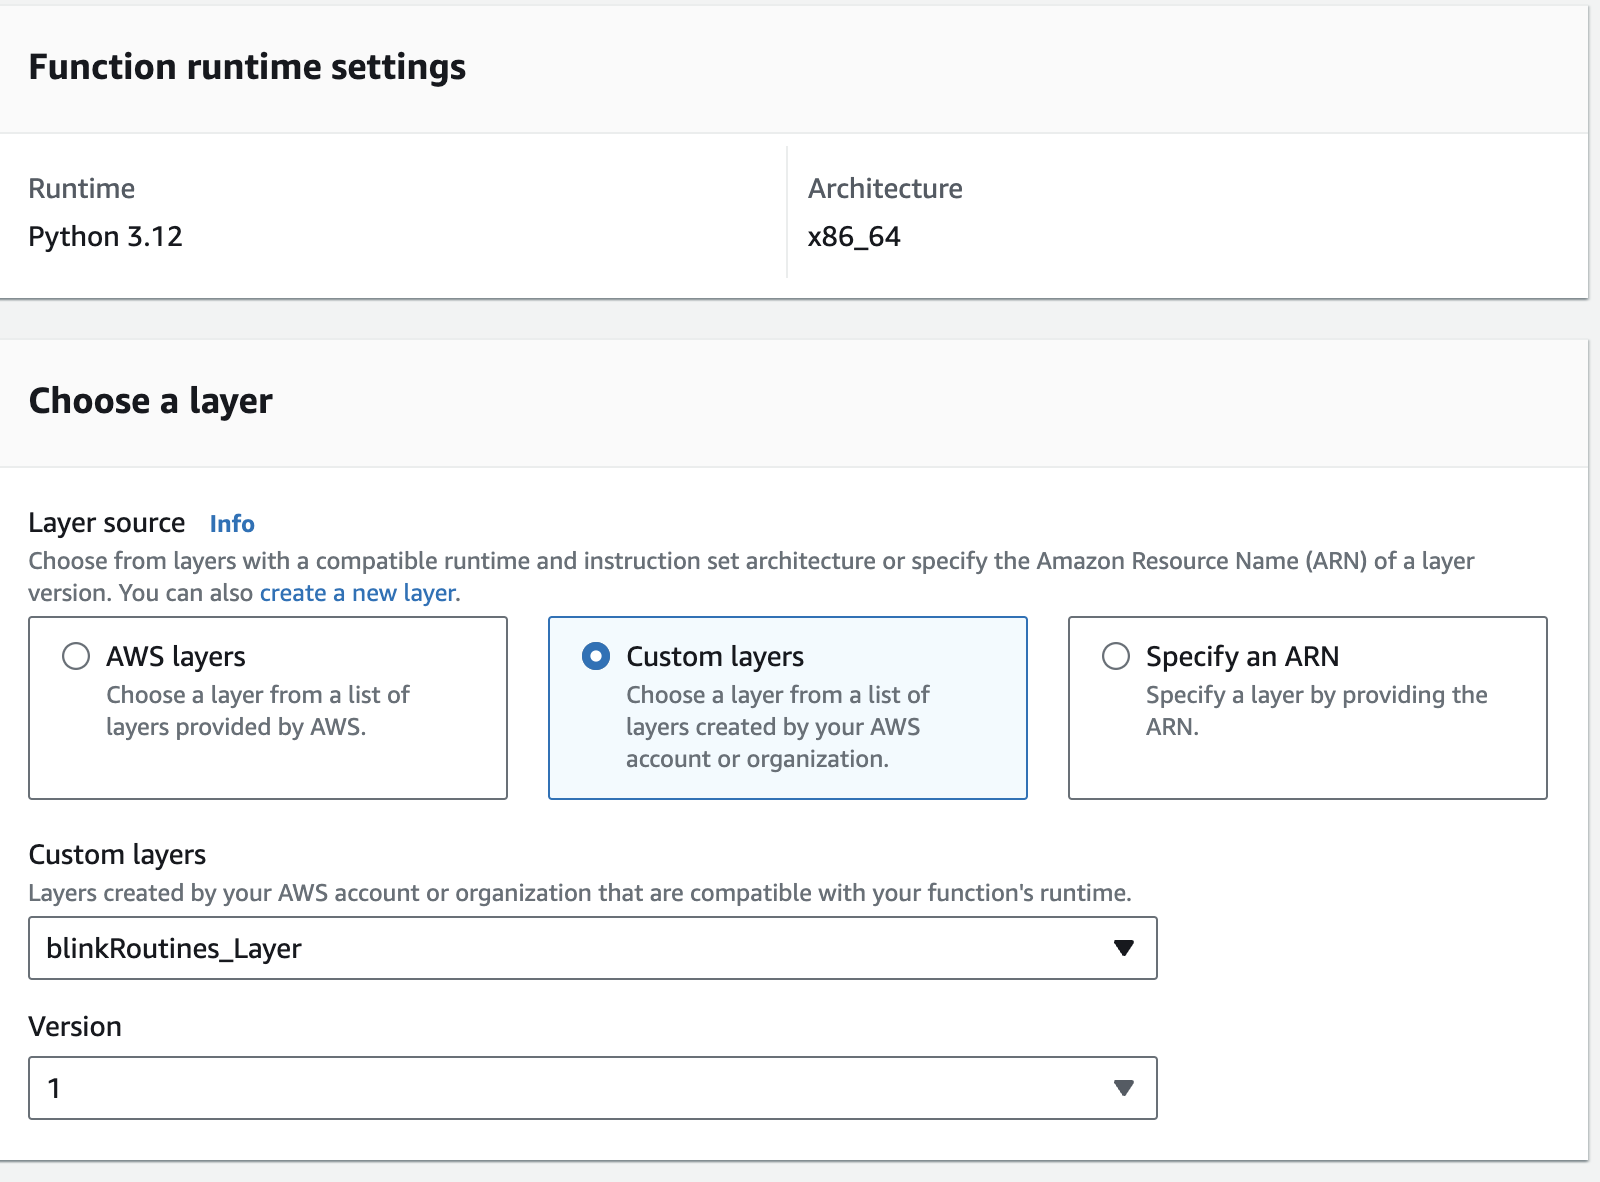 Function runtime settings
Runtime
Python 3.12
Architecture
x86_64
Choose a layer
Layer source Info
Choose from layers with a compatible runtime and instruction set architecture or specify the Amazon Resource Name (ARN) of a layer
version. You can also create a new layer.
AWS layers
Choose a layer from a list of
layers provided by AWS.
Custom layers
Choose a layer from a list of
layers created by your AWS
account or organization.
Specify an ARN
Specify a layer by providing the
ARN.
Custom layers
Layers created by your AWS account or organization that are compatible with your function's runtime.
blinkRoutines_Layer
Version
1